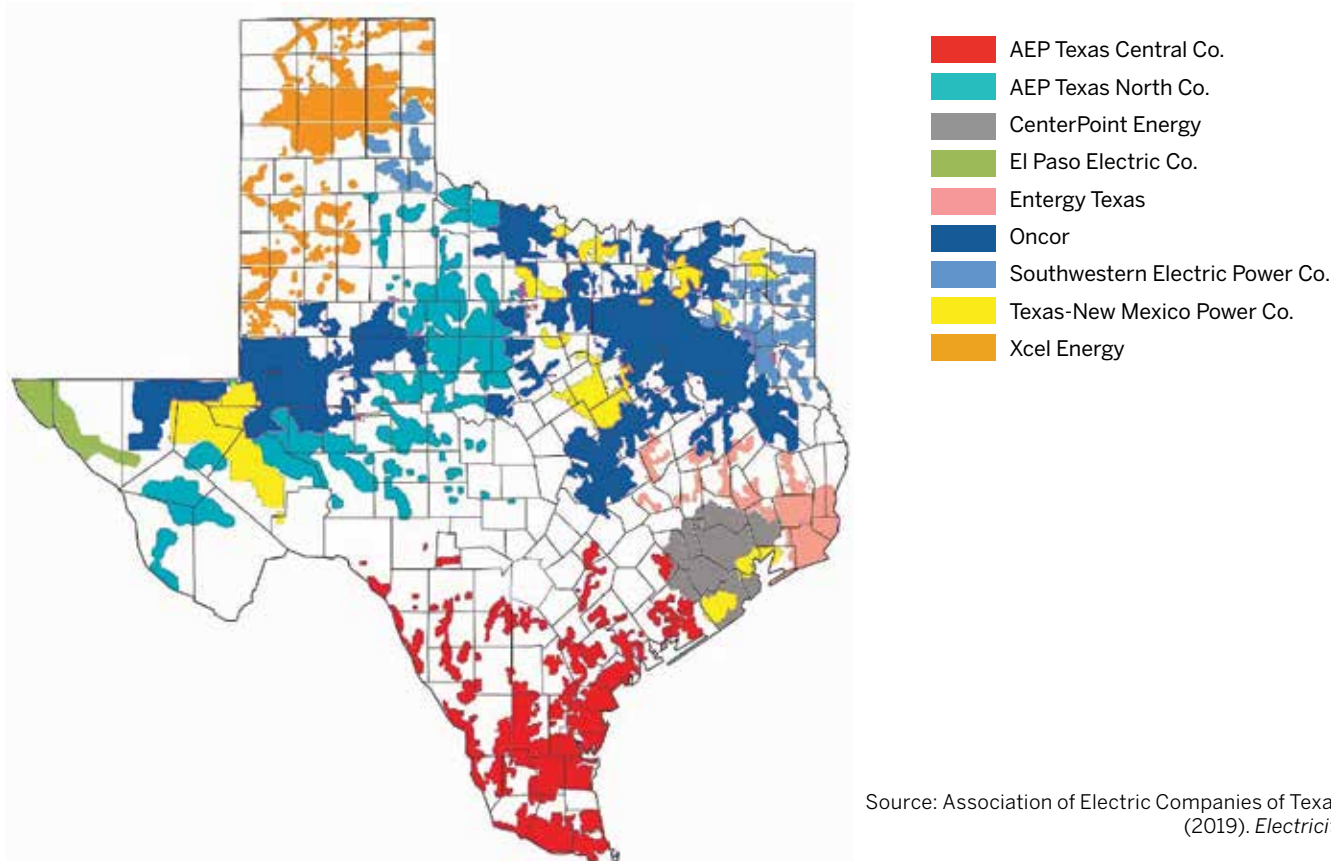 AEP Texas Central Co.
AEP Texas North Co.
CenterPoint Energy
El Paso Electric Co.
Entergy Texas
Oncor
Southwestern Electric Power Co.
Texas-New Mexico Power Co.
Xcel Energy
Source: Association of Electric Companies of Texa
(2019). Electricit